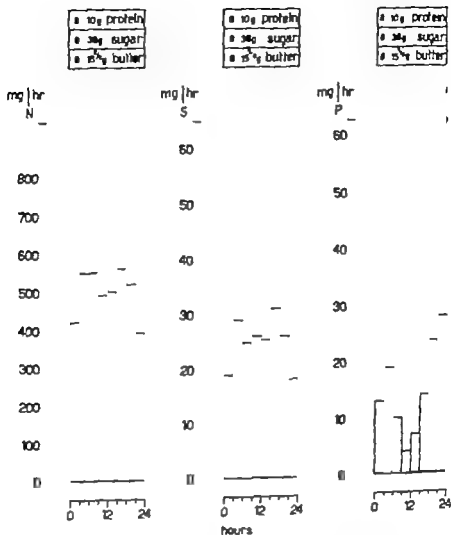 # 10g protein
# 38g sugar
# 15½g butter
# 10g protein
# 38g sugar
# 15½g butter
# 10g protein
# 38g sugar
# 15½g butter
mg|hr
N
800
700
600
500
400
300
200
100
0
0 12 24
mg|hr
S
60
50
40
30
20
10
0 12 24
hours
mg|hr
P
60
50
40
30
20
10
0 12 24